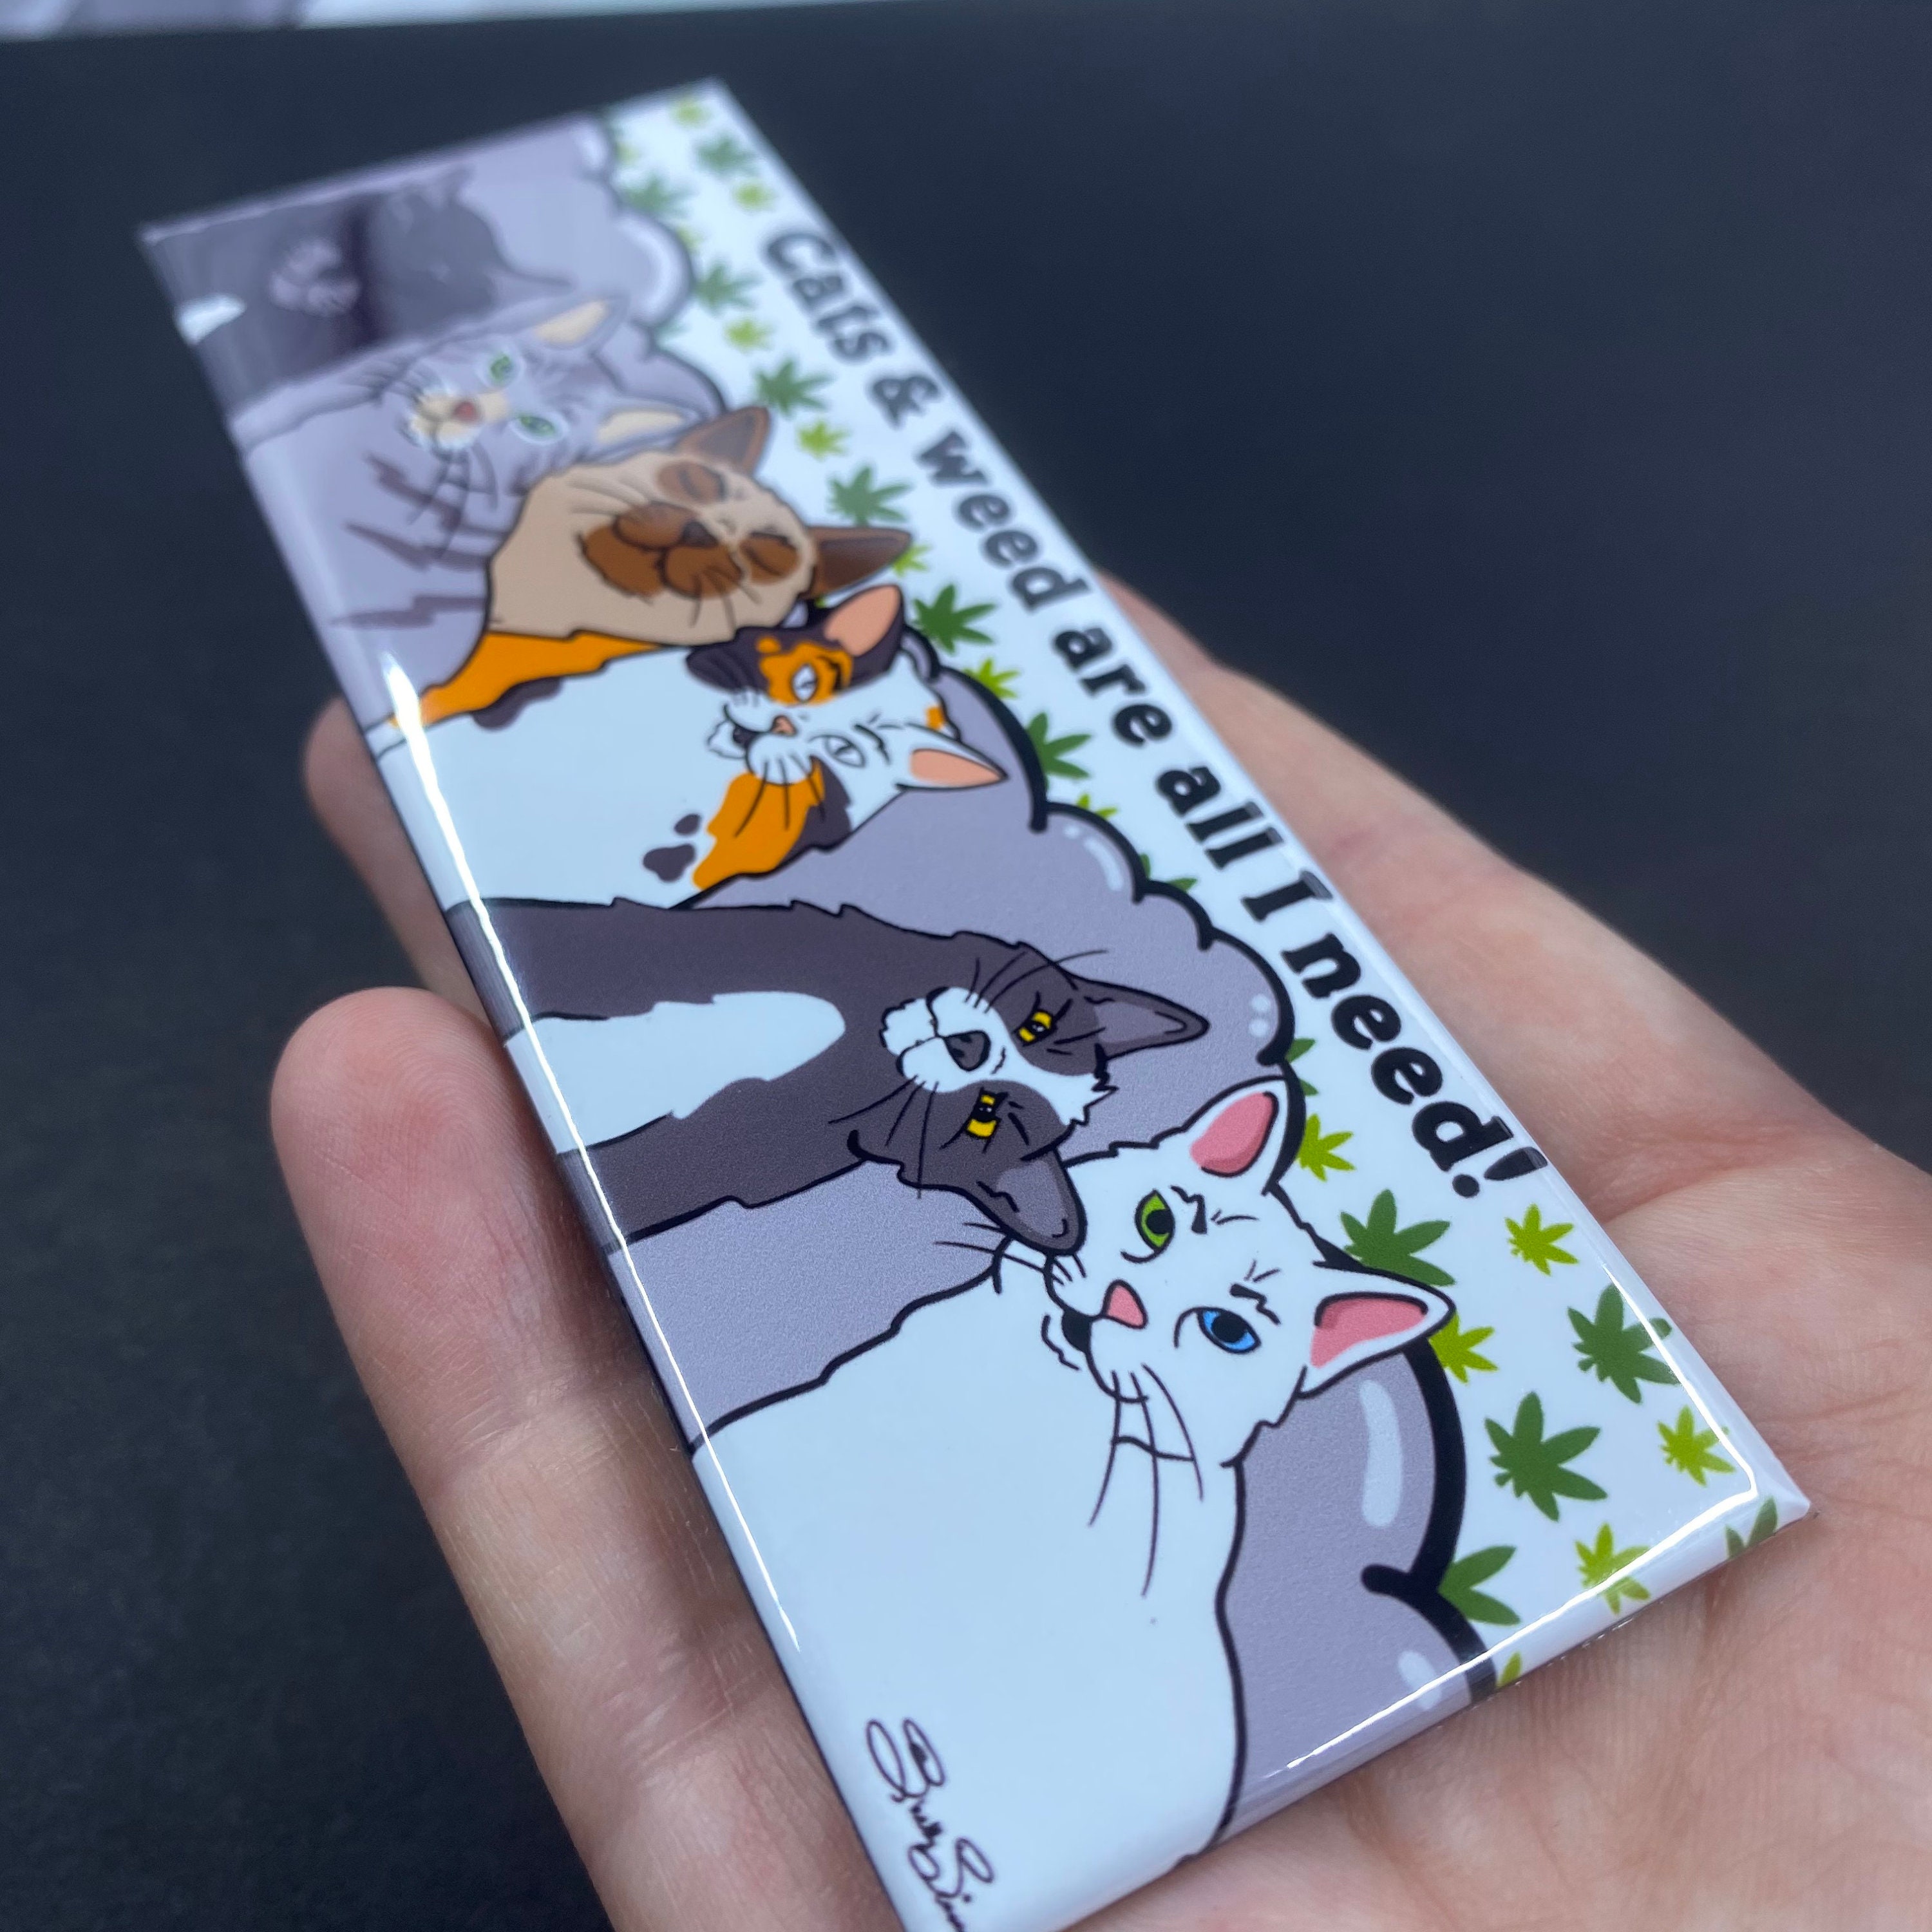 Cats & weed are all I need!